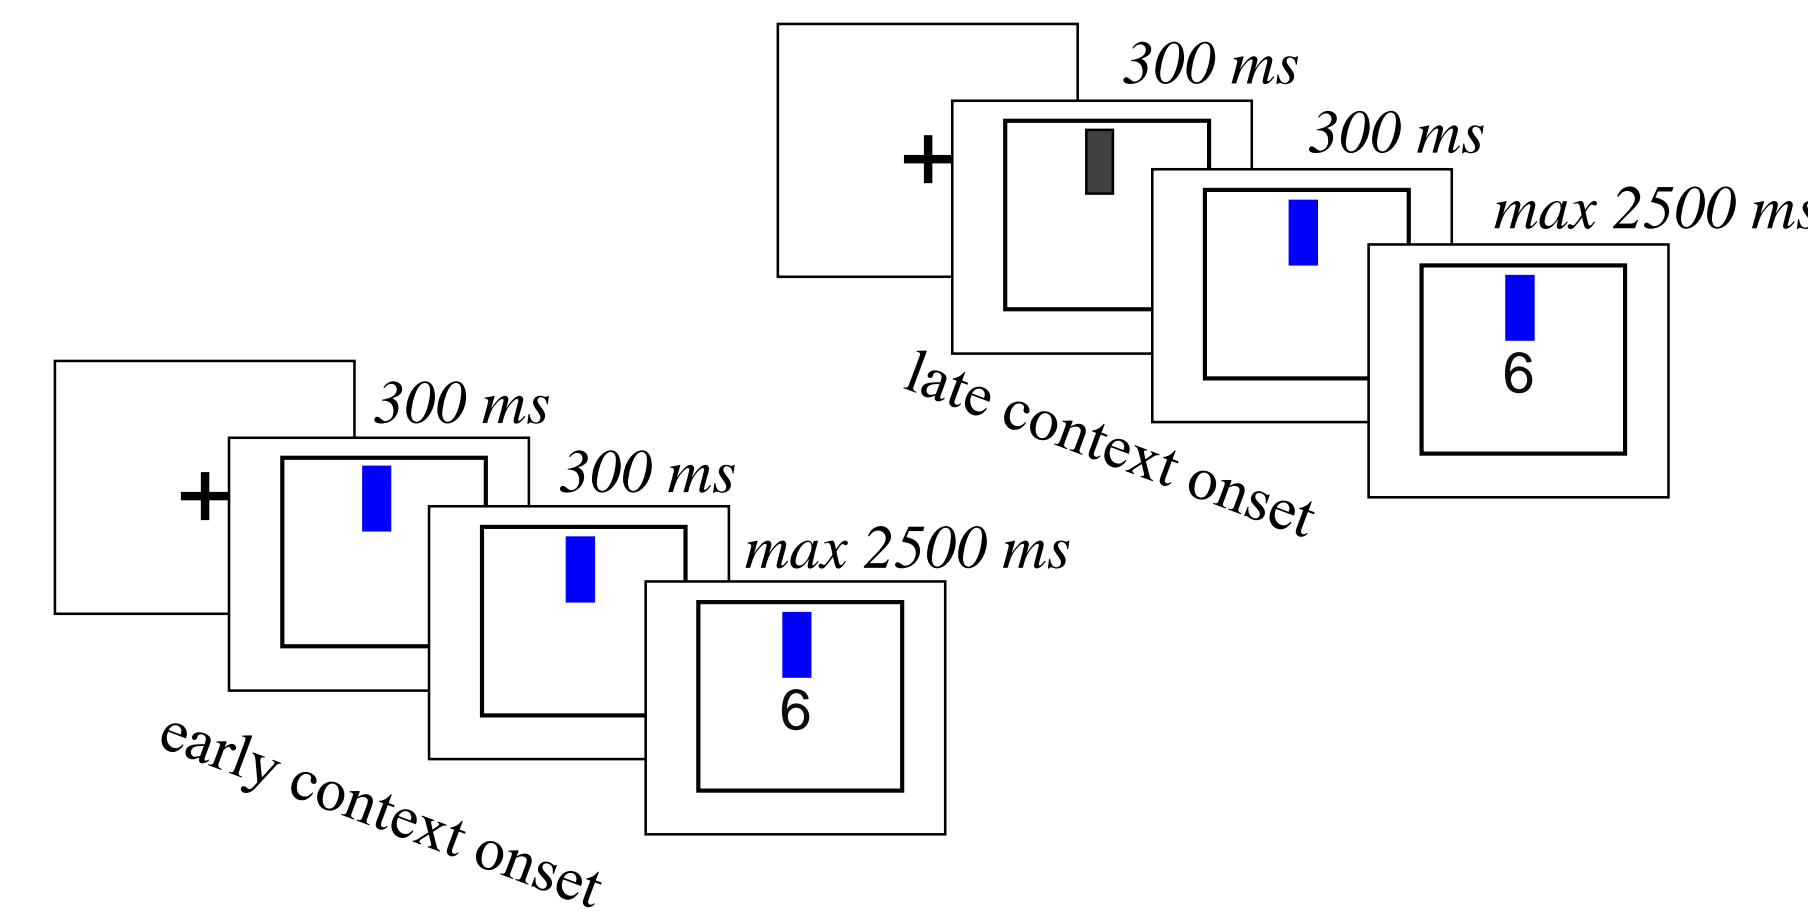 300 ms
300 ms
max 2500 ms
6
late context onset
300 ms
300 ms
max 2500 ms
6
early context onset